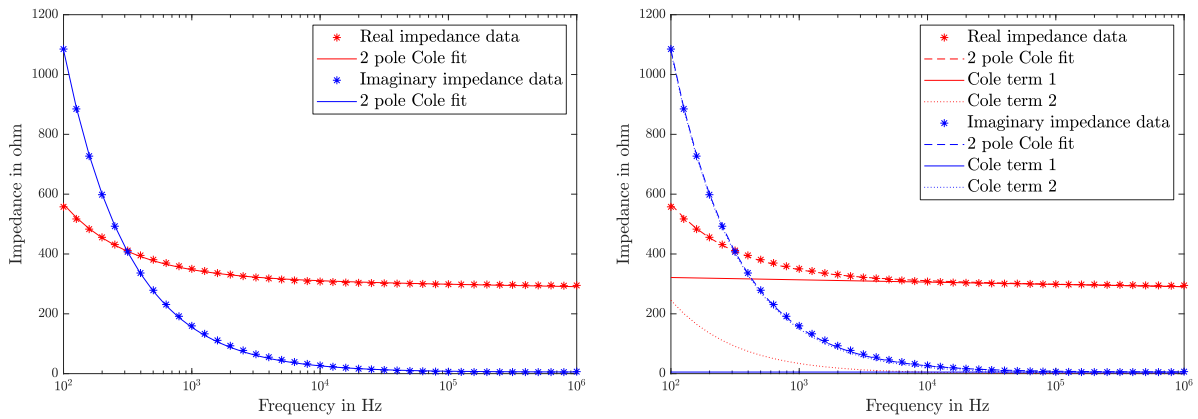 1200
1000
800
600
400
200
0
10^2
10^3
10^4
10^5
10^6
Impedance in ohm
Frequency in Hz
Real impedance data
2 pole Cole fit
Imaginary impedance data
2 pole Cole fit
1200
1000
800
600
400
200
0
10^2
10^3
10^4
10^5
10^6
Impedance in ohm
Frequency in Hz
Real impedance data
2 pole Cole fit
Cole term 1
Cole term 2
Imaginary impedance data
2 pole Cole fit
Cole term 1
Cole term 2